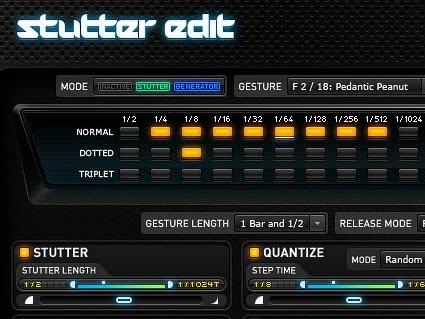 stutter edit
MODE INACTIVE STUTTER GENERATOR GESTURE F 2 / 18: Pedantic Peanut
1/2 1/4 1/8 1/16 1/32 1/64 1/128 1/256 1/512 1/1024
NORMAL
DOTTED
TRIPLET
GESTURE LENGTH 1 Bar and 1/2 RELEASE MODE
STUTTER QUANTIZE MODE Random
STUTTER LENGTH STEP TIME
1/2 1/1024T 1/8